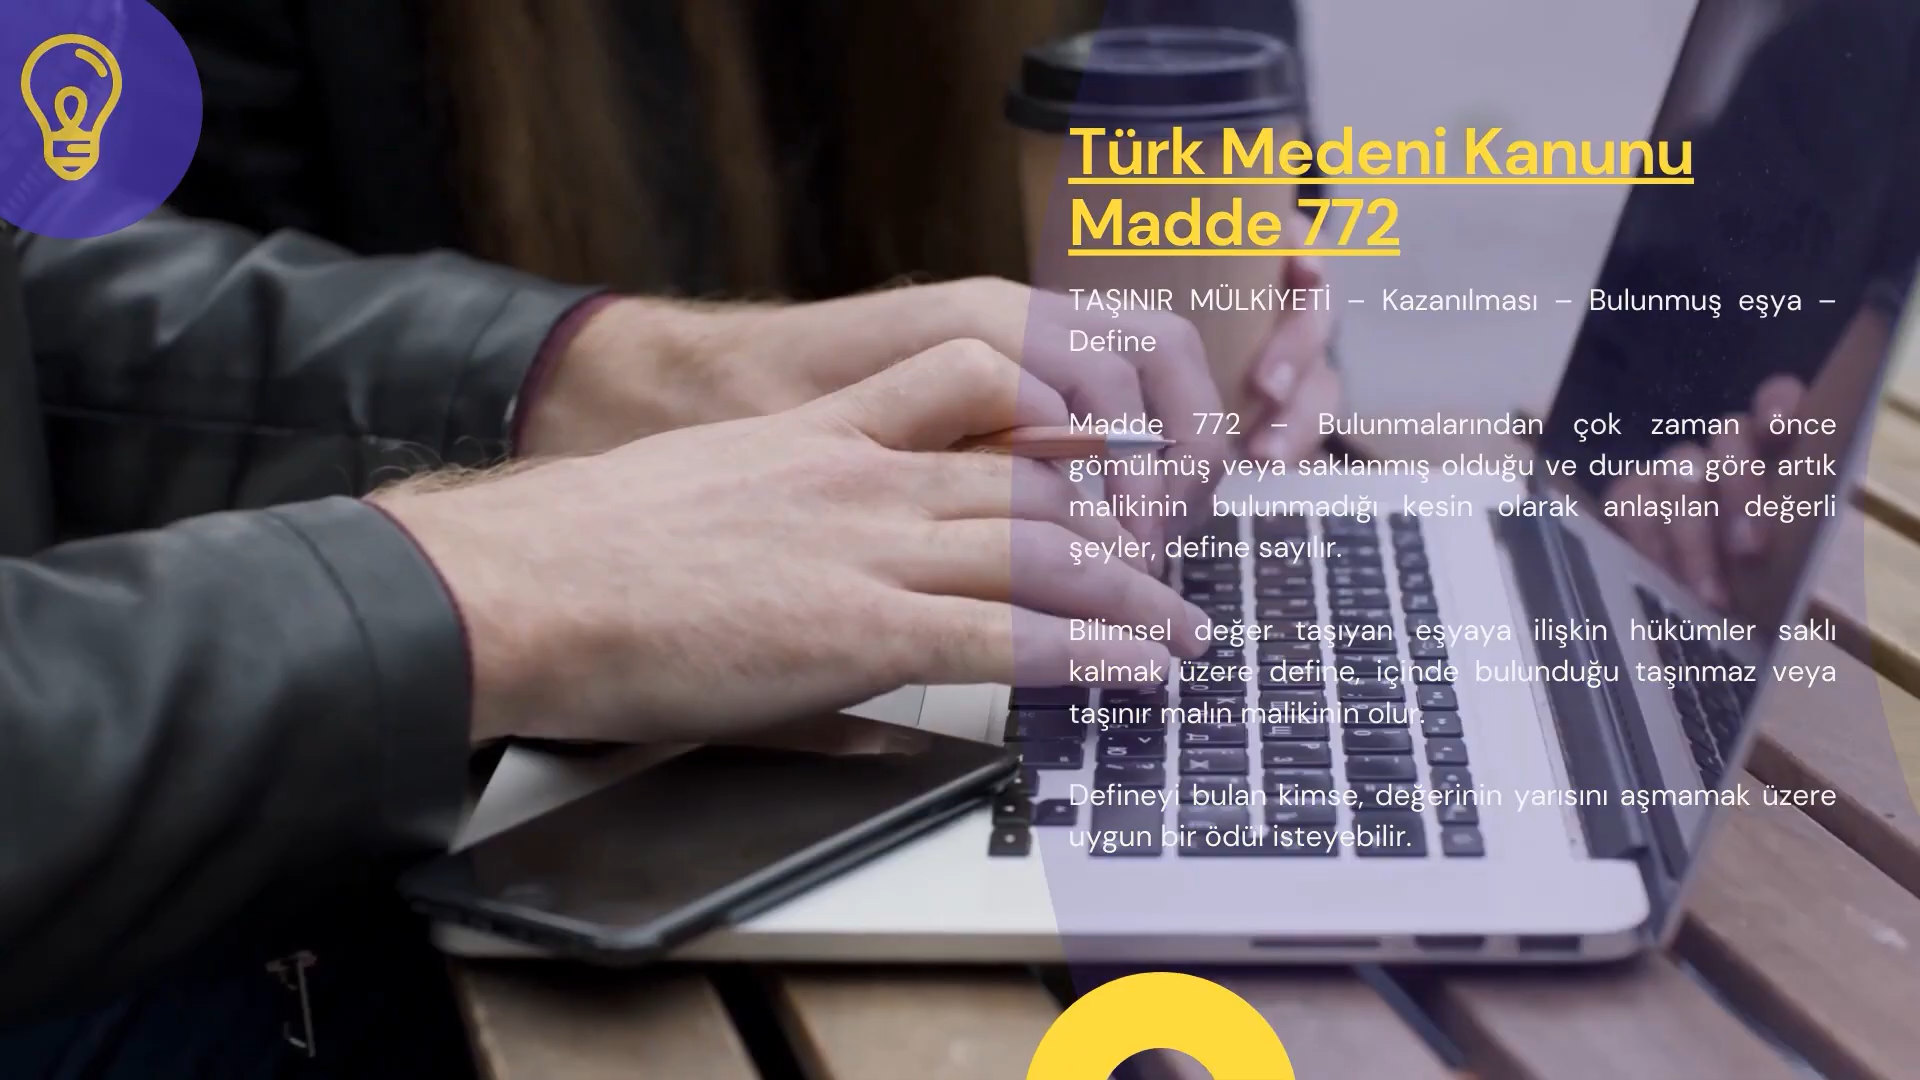 Türk Medeni Kanunu
Madde 772
TAŞINIR MÜLKİYETİ – Kazanılması – Bulunmuş eşya –
Define
Madde 772 – Bulunmalarından çok zaman önce
gömülmüş veya saklanmış olduğu ve duruma göre artık
malikinin bulunmadığı kesin olarak anlaşılan değerli
şeyler, define sayılır.
Bilimsel değer taşıyan eşyaya ilişkin hükümler saklı
kalmak üzere define, içinde bulunduğu taşınmaz veya
taşınır malın malikinin olur.
Defineyi bulan kimse, değerinin yarısını aşmamak üzere
uygun bir ödül isteyebilir.